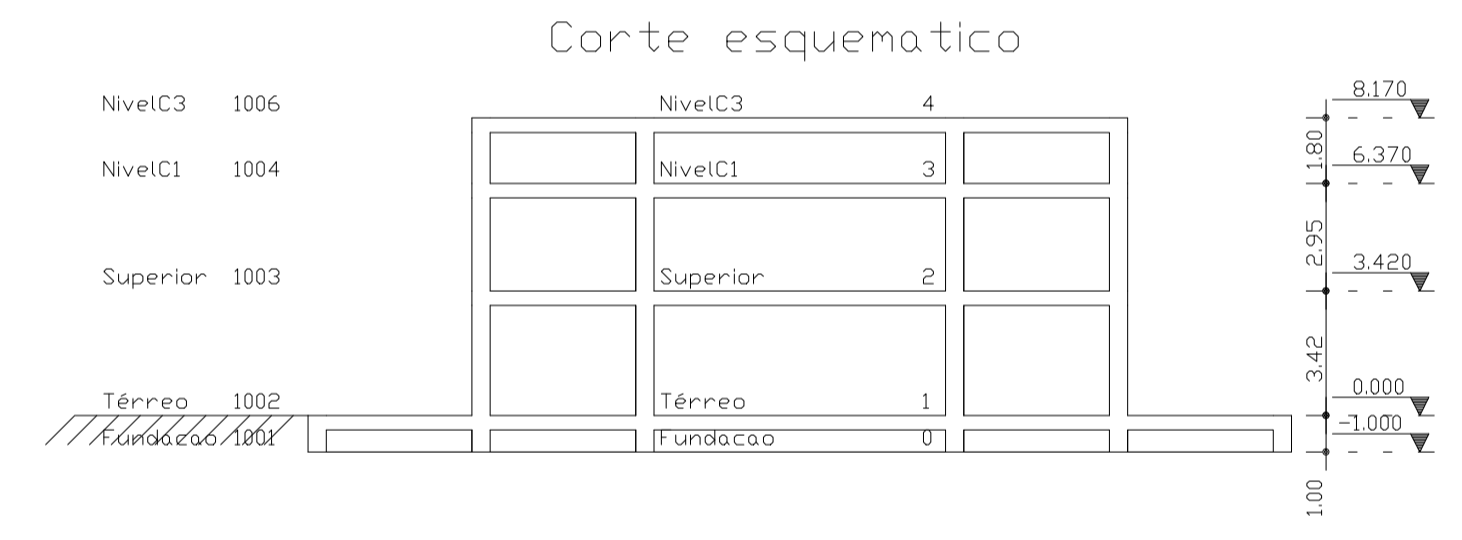 Corte esquematico
NivelC3 1006 NivelC3 4 8.170
1.80
NivelC1 1004 NivelC1 3 6.370
2.95
Superior 1003 Superior 2 3.420
3.42
Térreo 1002 Térreo 1 0.000
Fundacao 1001 Fundacao 0 -1.000
1.00